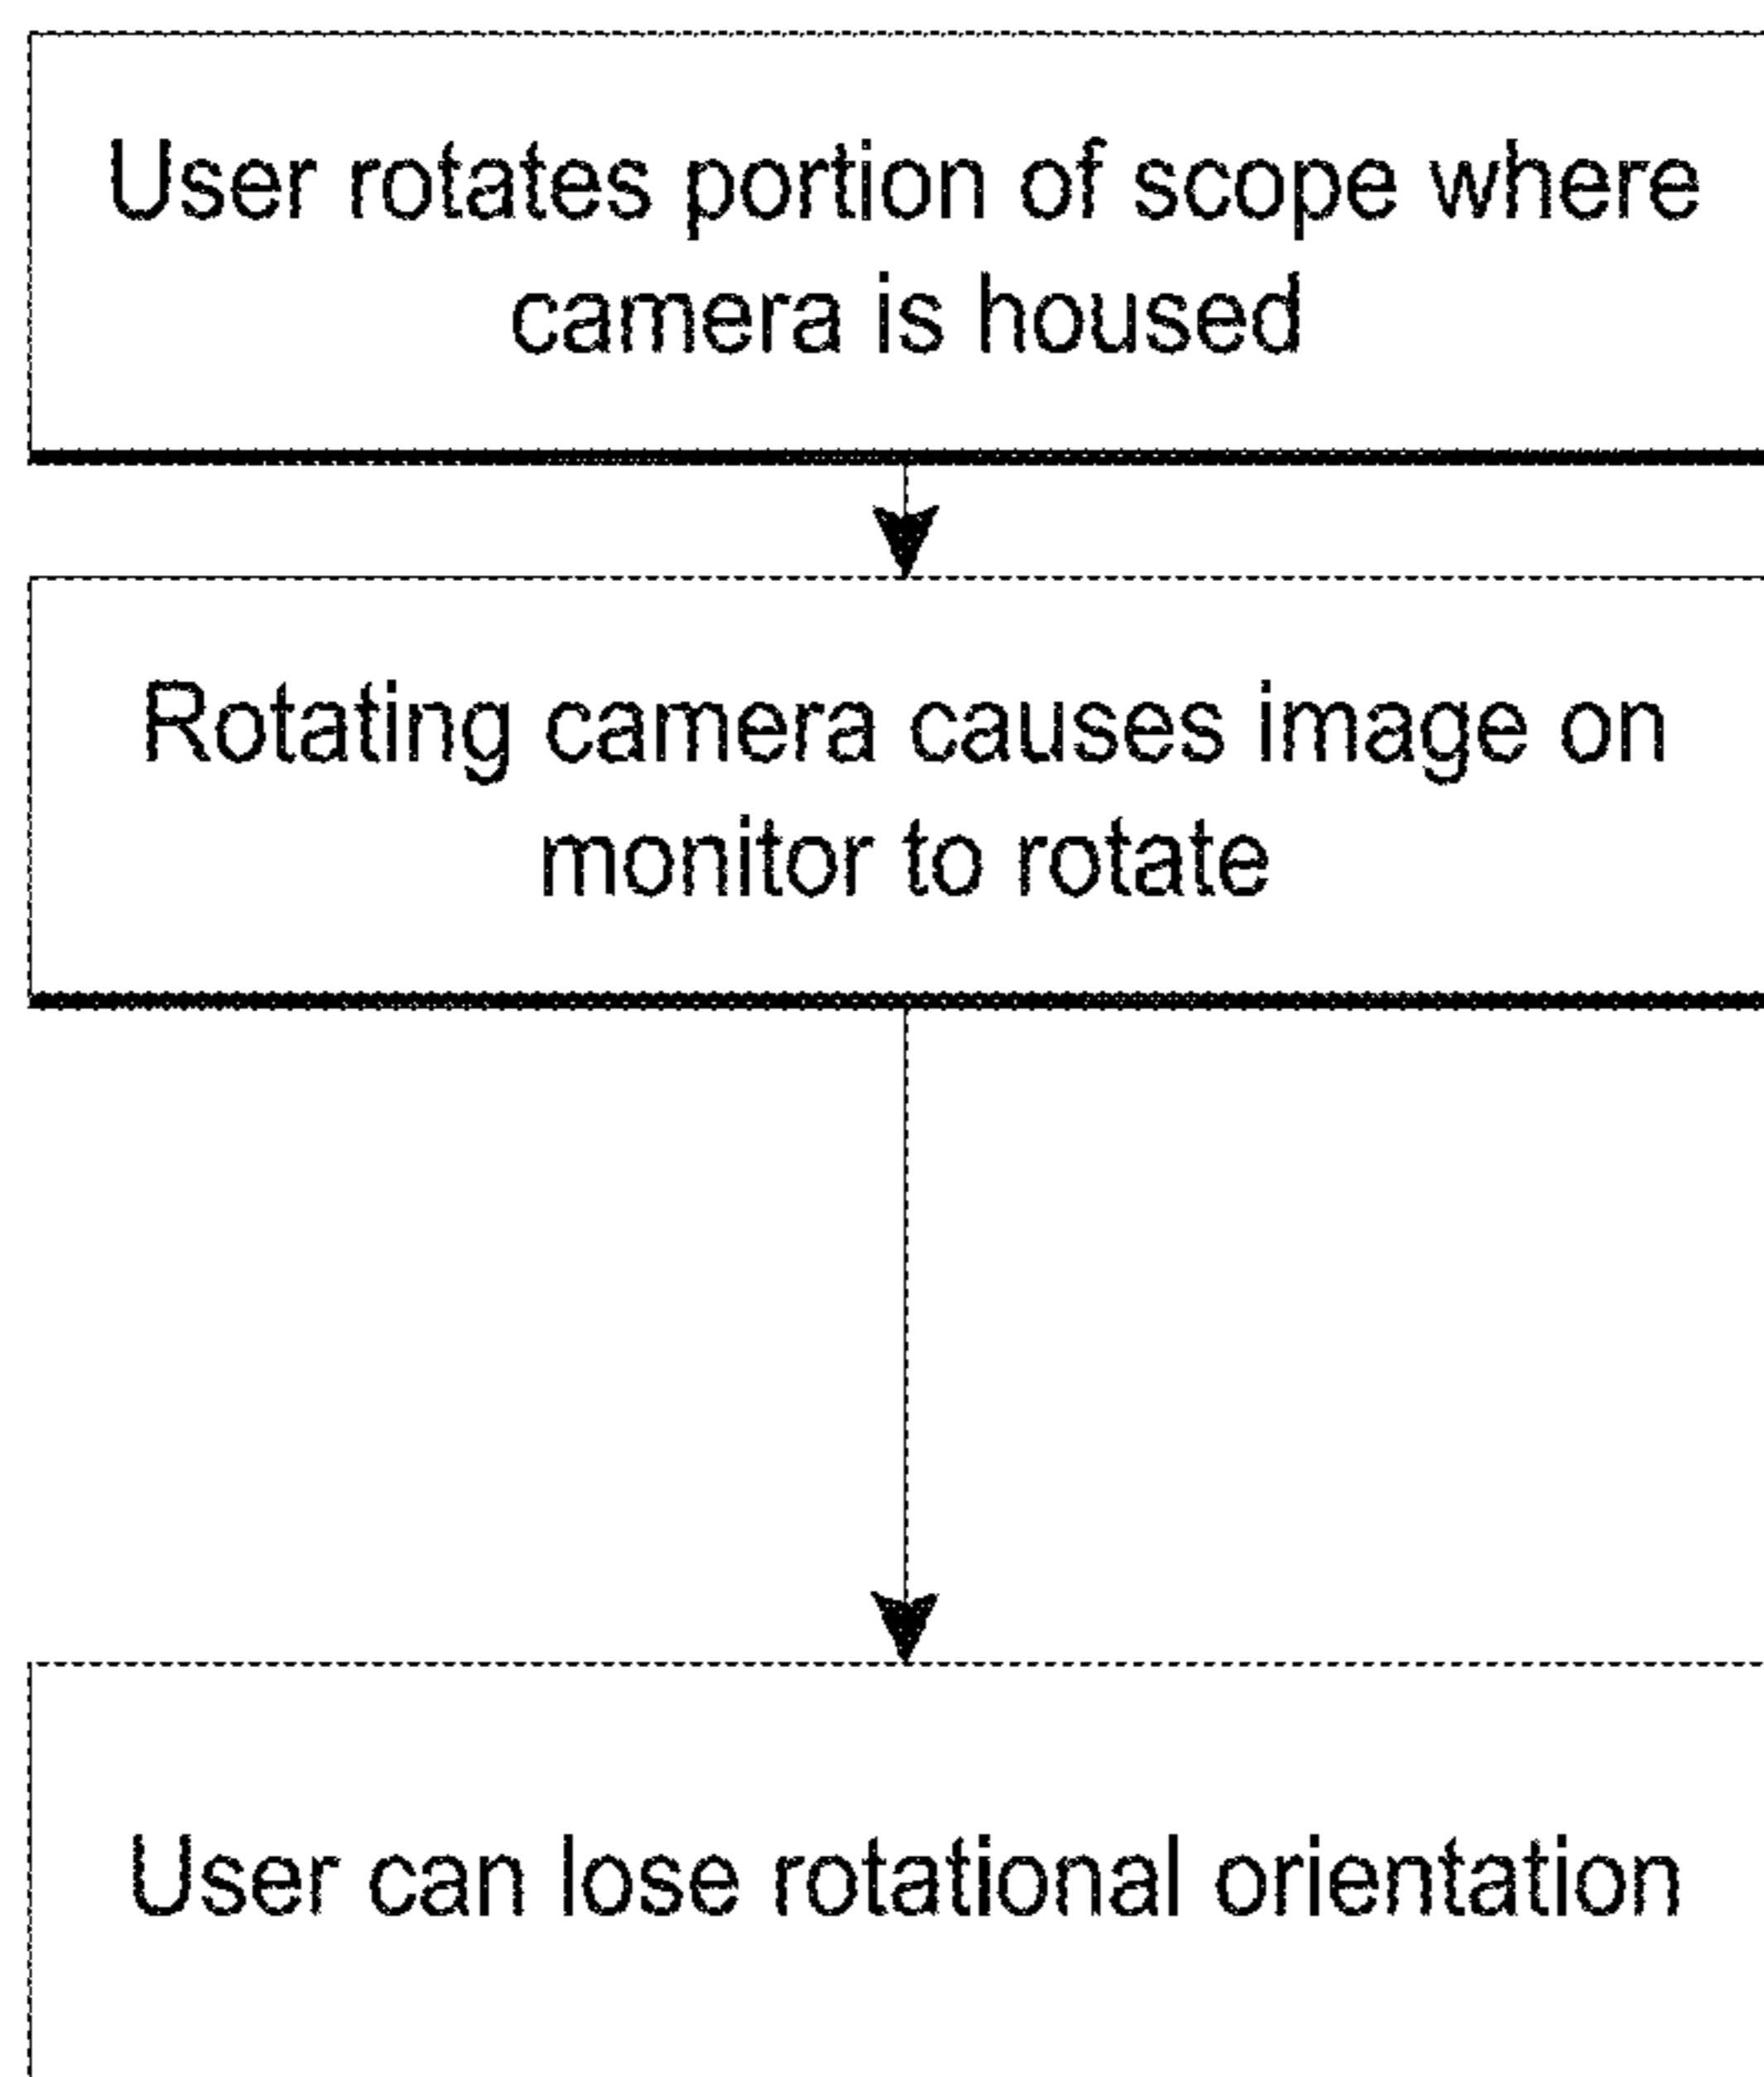 User rotates portion of scope where
camera is housed
Rotating camera causes image on
monitor to rotate
User can lose rotational orientation